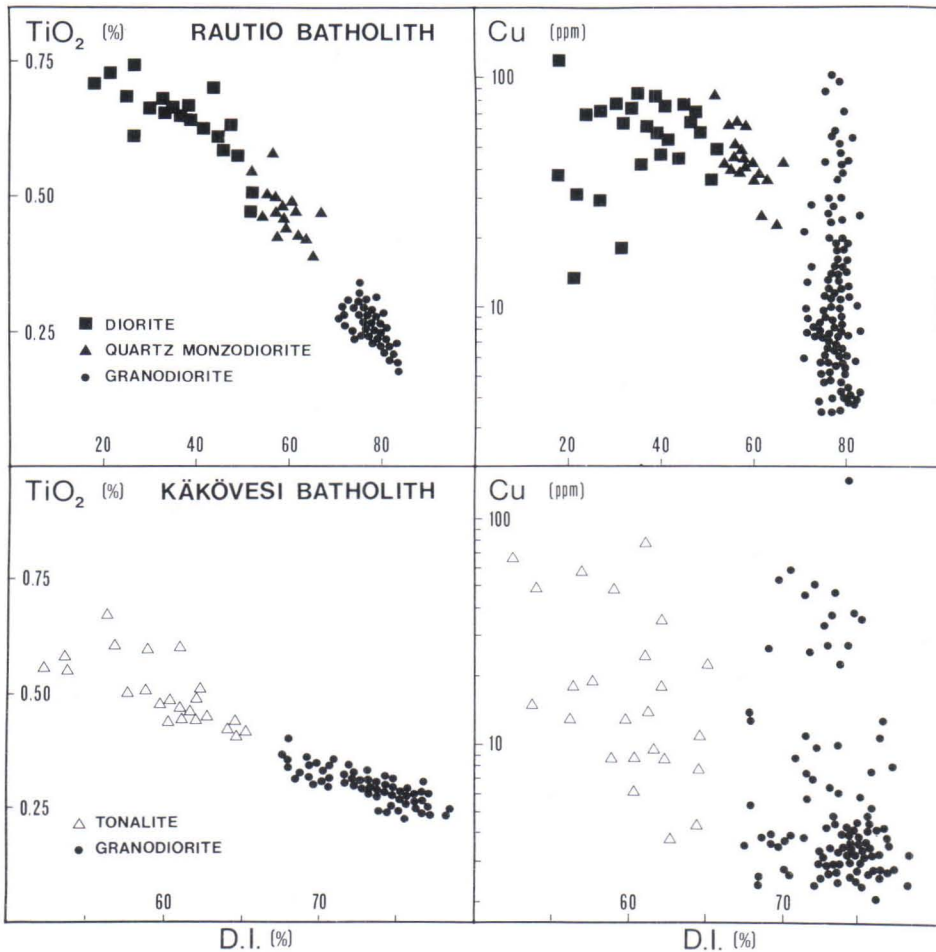 TiO2 (%) RAUTIO BATHOLITH
0.75
0.50
0.25
DIORITE
QUARTZ MONZODIORITE
GRANODIORITE
20 40 60 80
Cu (ppm)
100
10
20 40 60 80
TiO2 (%) KÄKÖVESI BATHOLITH
0.75
0.50
0.25
TONALITE
GRANODIORITE
60 70
D.I. (%)
Cu (ppm)
100
10
60 70
D.I. (%)